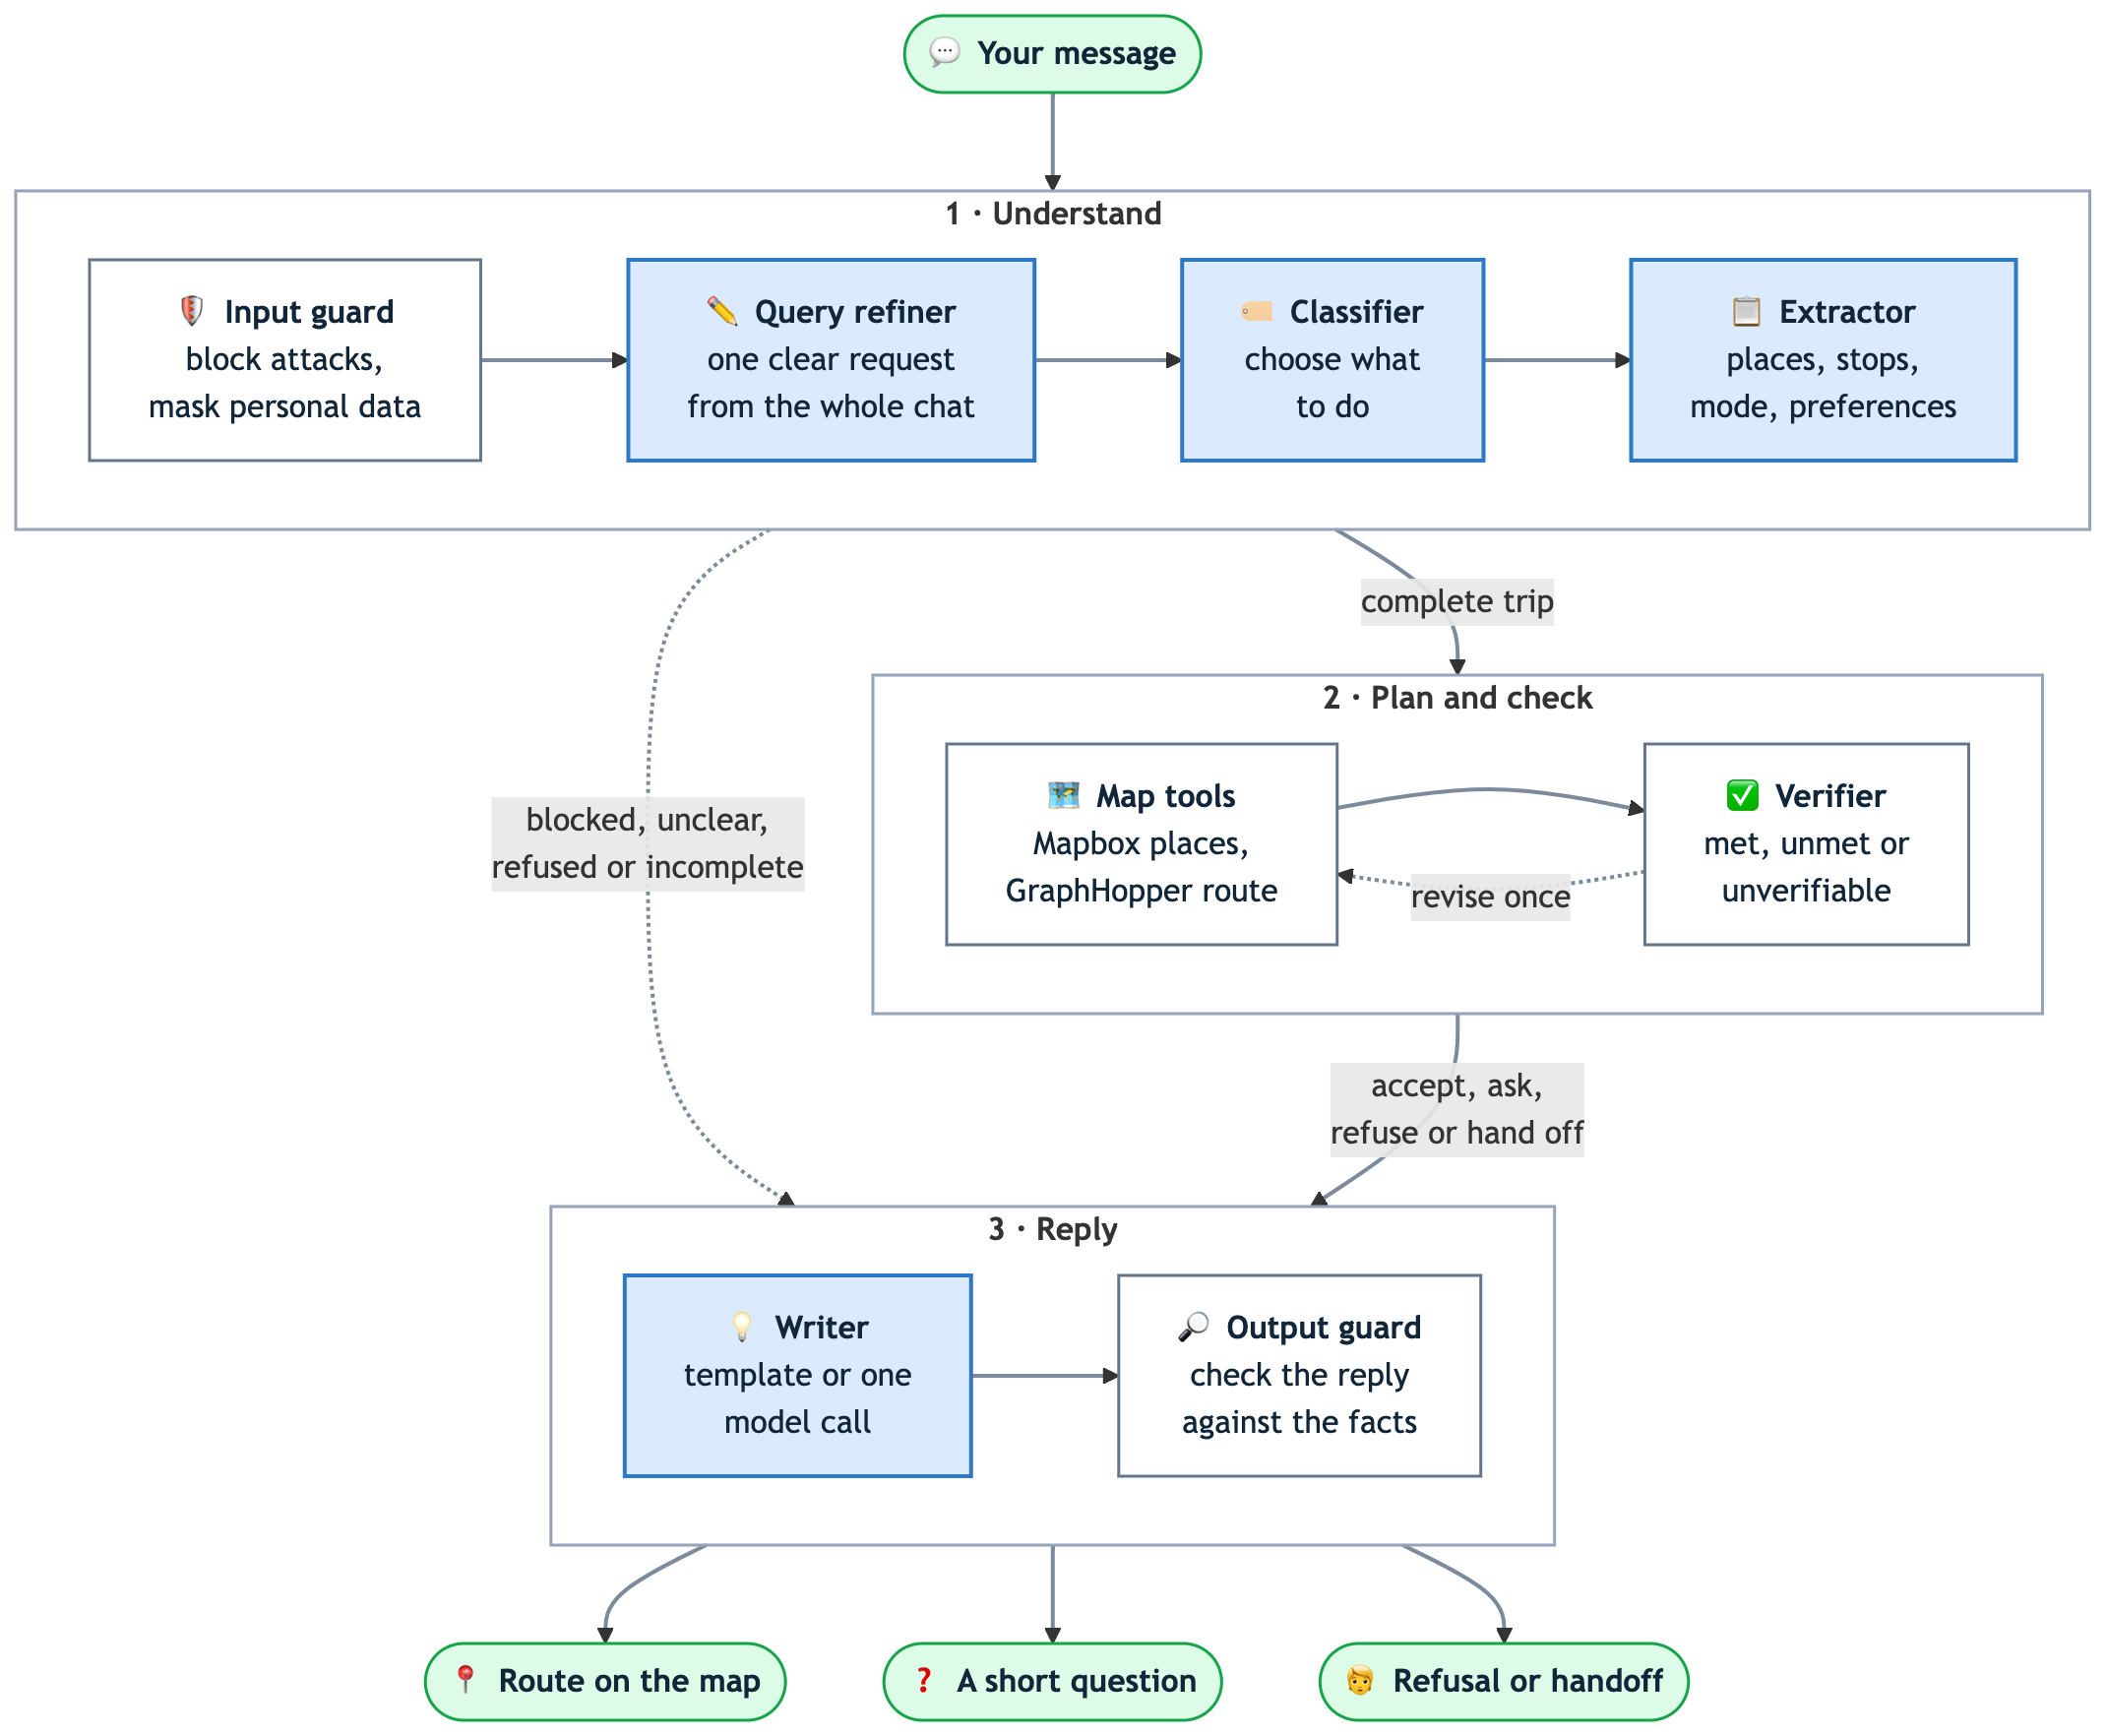 Your message
1 · Understand
Input guard
block attacks,
mask personal data
Query refiner
one clear request
from the whole chat
Classifier
choose what
to do
Extractor
places, stops,
mode, preferences
complete trip
blocked, unclear,
refused or incomplete
2 · Plan and check
Map tools
Mapbox places,
GraphHopper route
Verifier
met, unmet or
unverifiable
revise once
accept, ask,
refuse or hand off
3 · Reply
Writer
template or one
model call
Output guard
check the reply
against the facts
Route on the map
A short question
Refusal or handoff